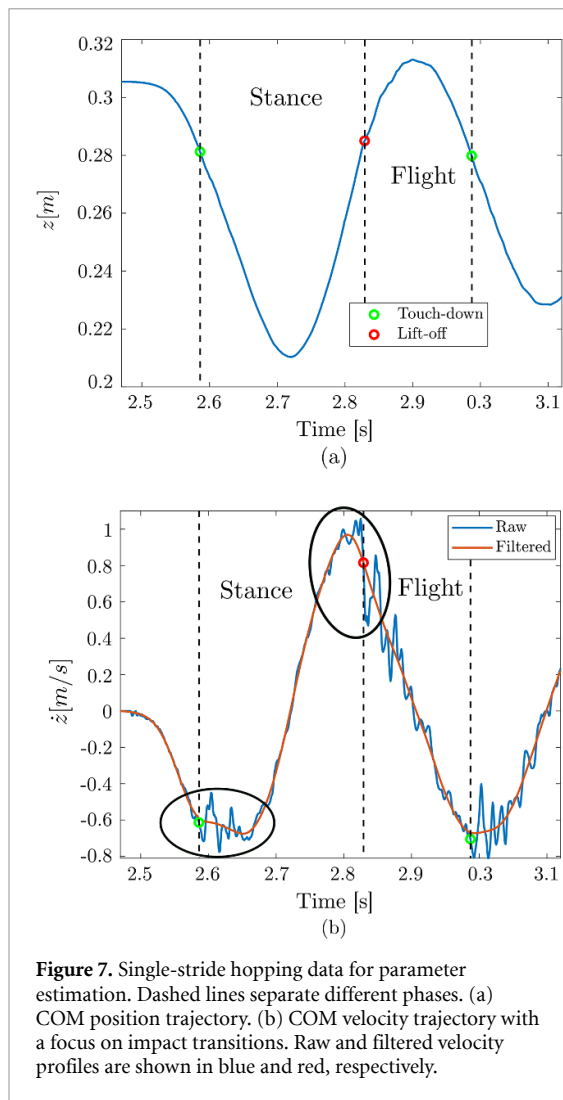 0.32
0.3
0.28
0.26
0.24
0.22
0.2
z[m]
Stance
Flight
Touch-down
Lift-off
2.5 2.6 2.7 2.8 2.9 0.3 3.1
Time [s]
(a)
1
0.8
0.6
0.4
0.2
0
-0.2
-0.4
-0.6
-0.8
ż[m/s]
Raw
Filtered
Stance
Flight
2.5 2.6 2.7 2.8 2.9 0.3 3.1
Time [s]
(b)
Figure 7. Single-stride hopping data for parameter
estimation. Dashed lines separate different phases. (a)
COM position trajectory. (b) COM velocity trajectory with
a focus on impact transitions. Raw and filtered velocity
profiles are shown in blue and red, respectively.